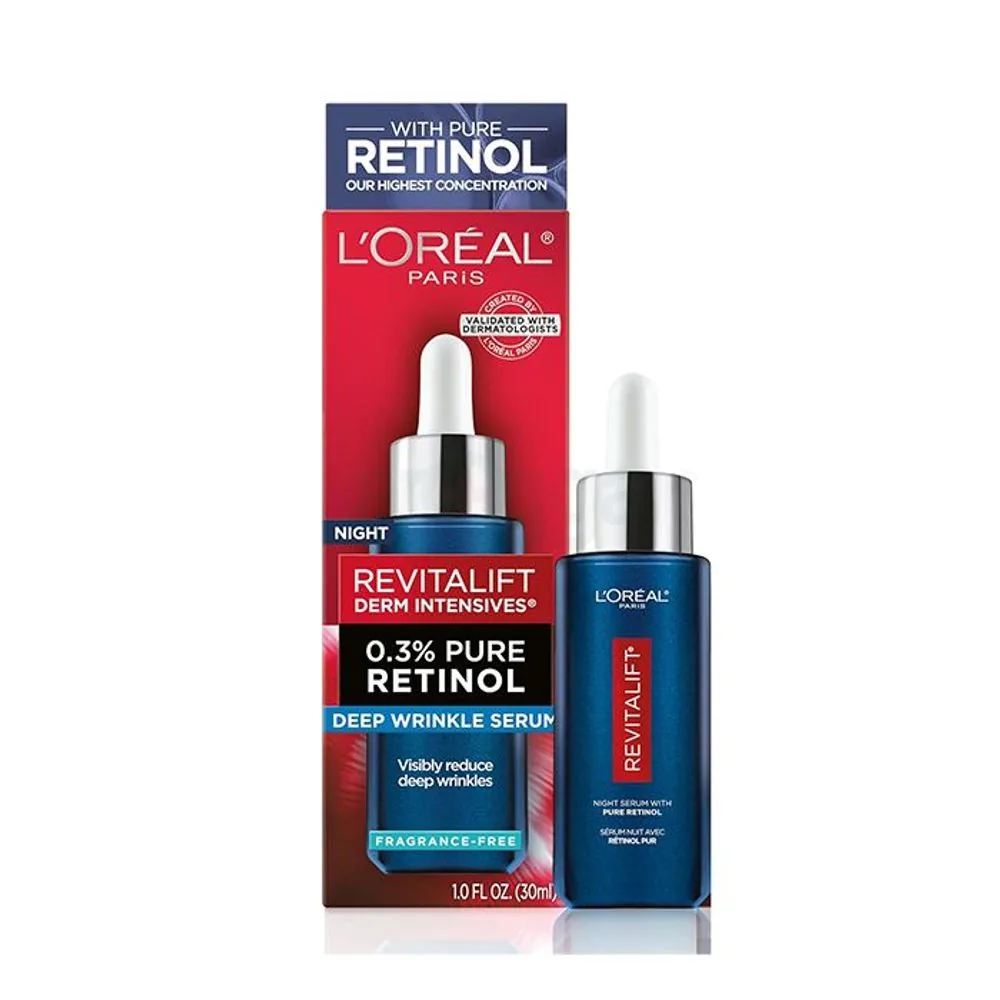 WITH PURE
RETINOL
OUR HIGHEST CONCENTRATION
L'ORÉAL®
PARiS
CREATED BY
VALIDATED WITH
DERMATOLOGISTS
L'ORÉAL PARIS
NIGHT
REVITALIFT
DERM INTENSIVES®
0.3% PURE
RETINOL
DEEP WRINKLE SERUM
Visibly reduce
deep wrinkles
FRAGRANCE-FREE
1.0 FL OZ. (30ml)
L'ORÉAL®
PARIS
REVITALIFT®
NIGHT SERUM WITH
PURE RETINOL
SÉRUM NUIT AVEC
RÉTINOL PUR